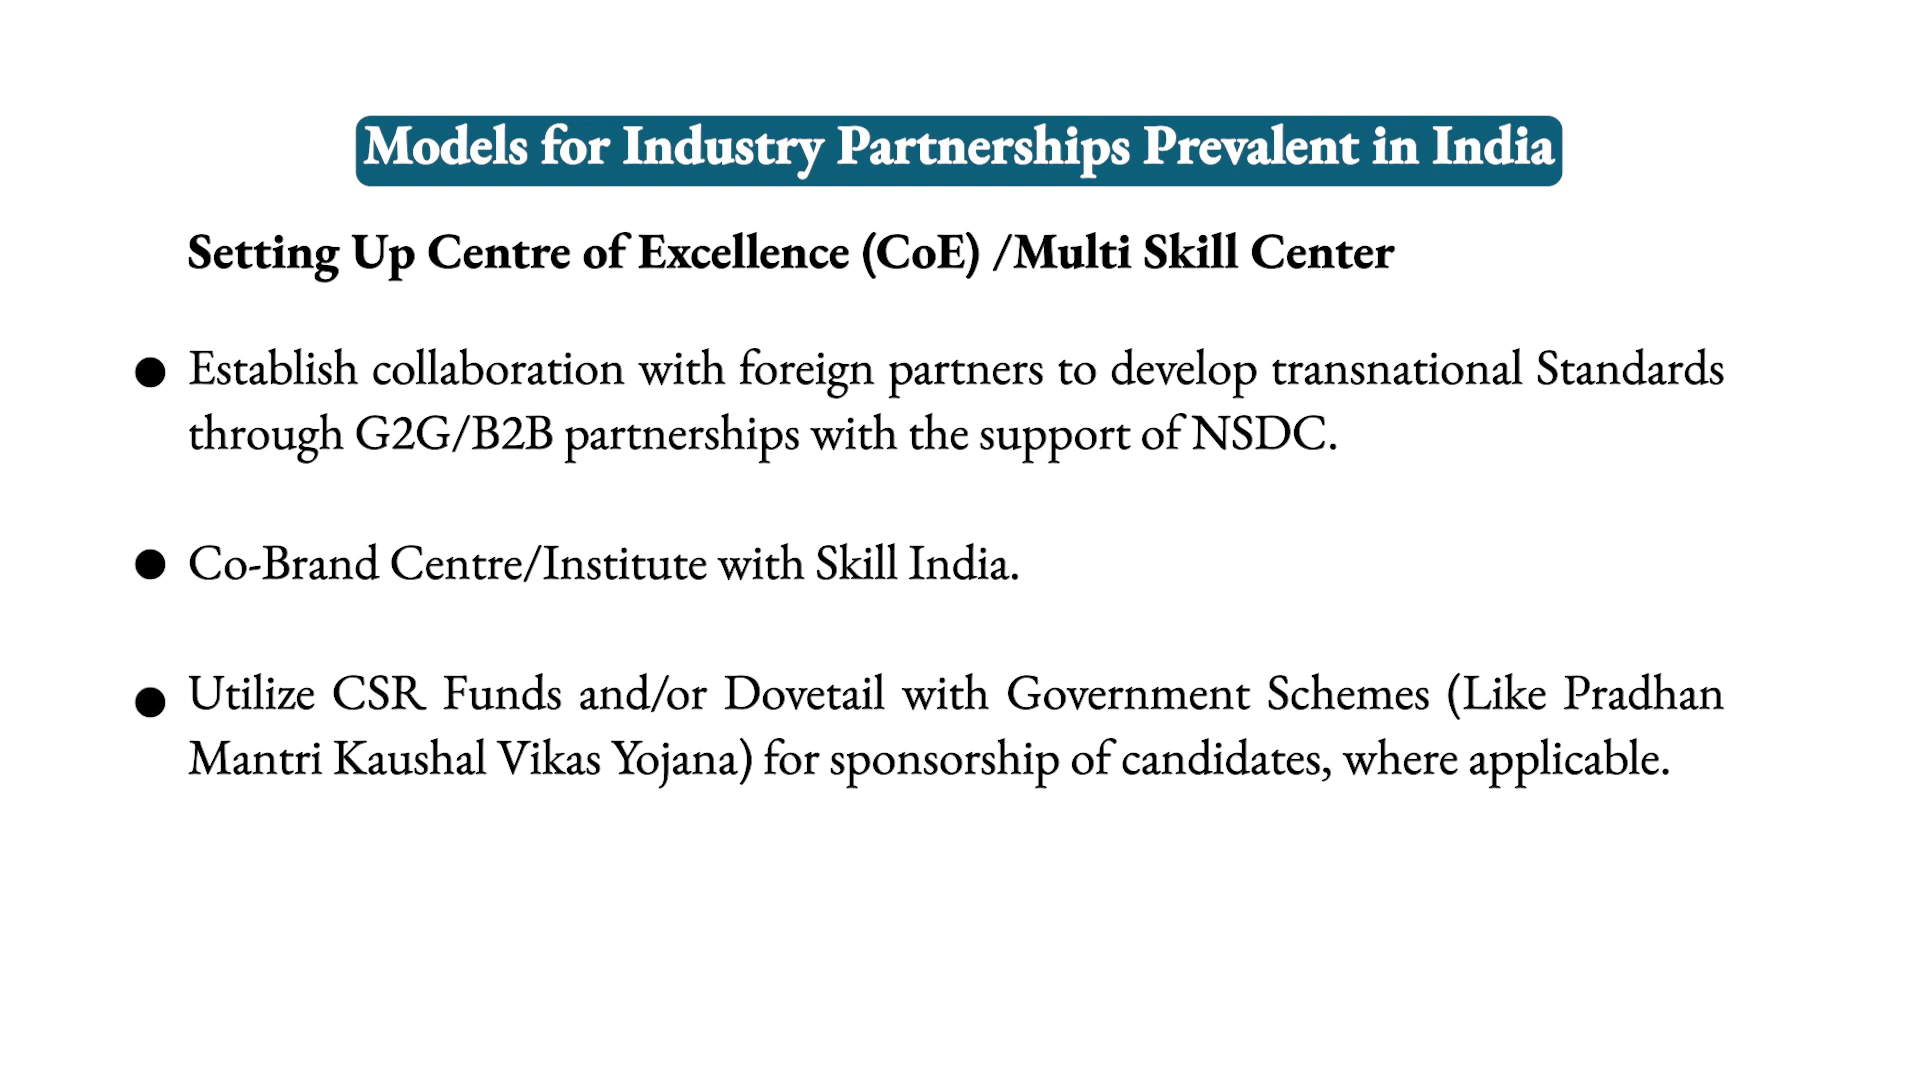 Models for Industry Partnerships Prevalent in India
Setting Up Centre of Excellence (CoE) /Multi Skill Center
● Establish collaboration with foreign partners to develop transnational Standards
through G2G/B2B partnerships with the support of NSDC.
● Co-Brand Centre/Institute with Skill India.
● Utilize CSR Funds and/or Dovetail with Government Schemes (Like Pradhan
Mantri Kaushal Vikas Yojana) for sponsorship of candidates, where applicable.